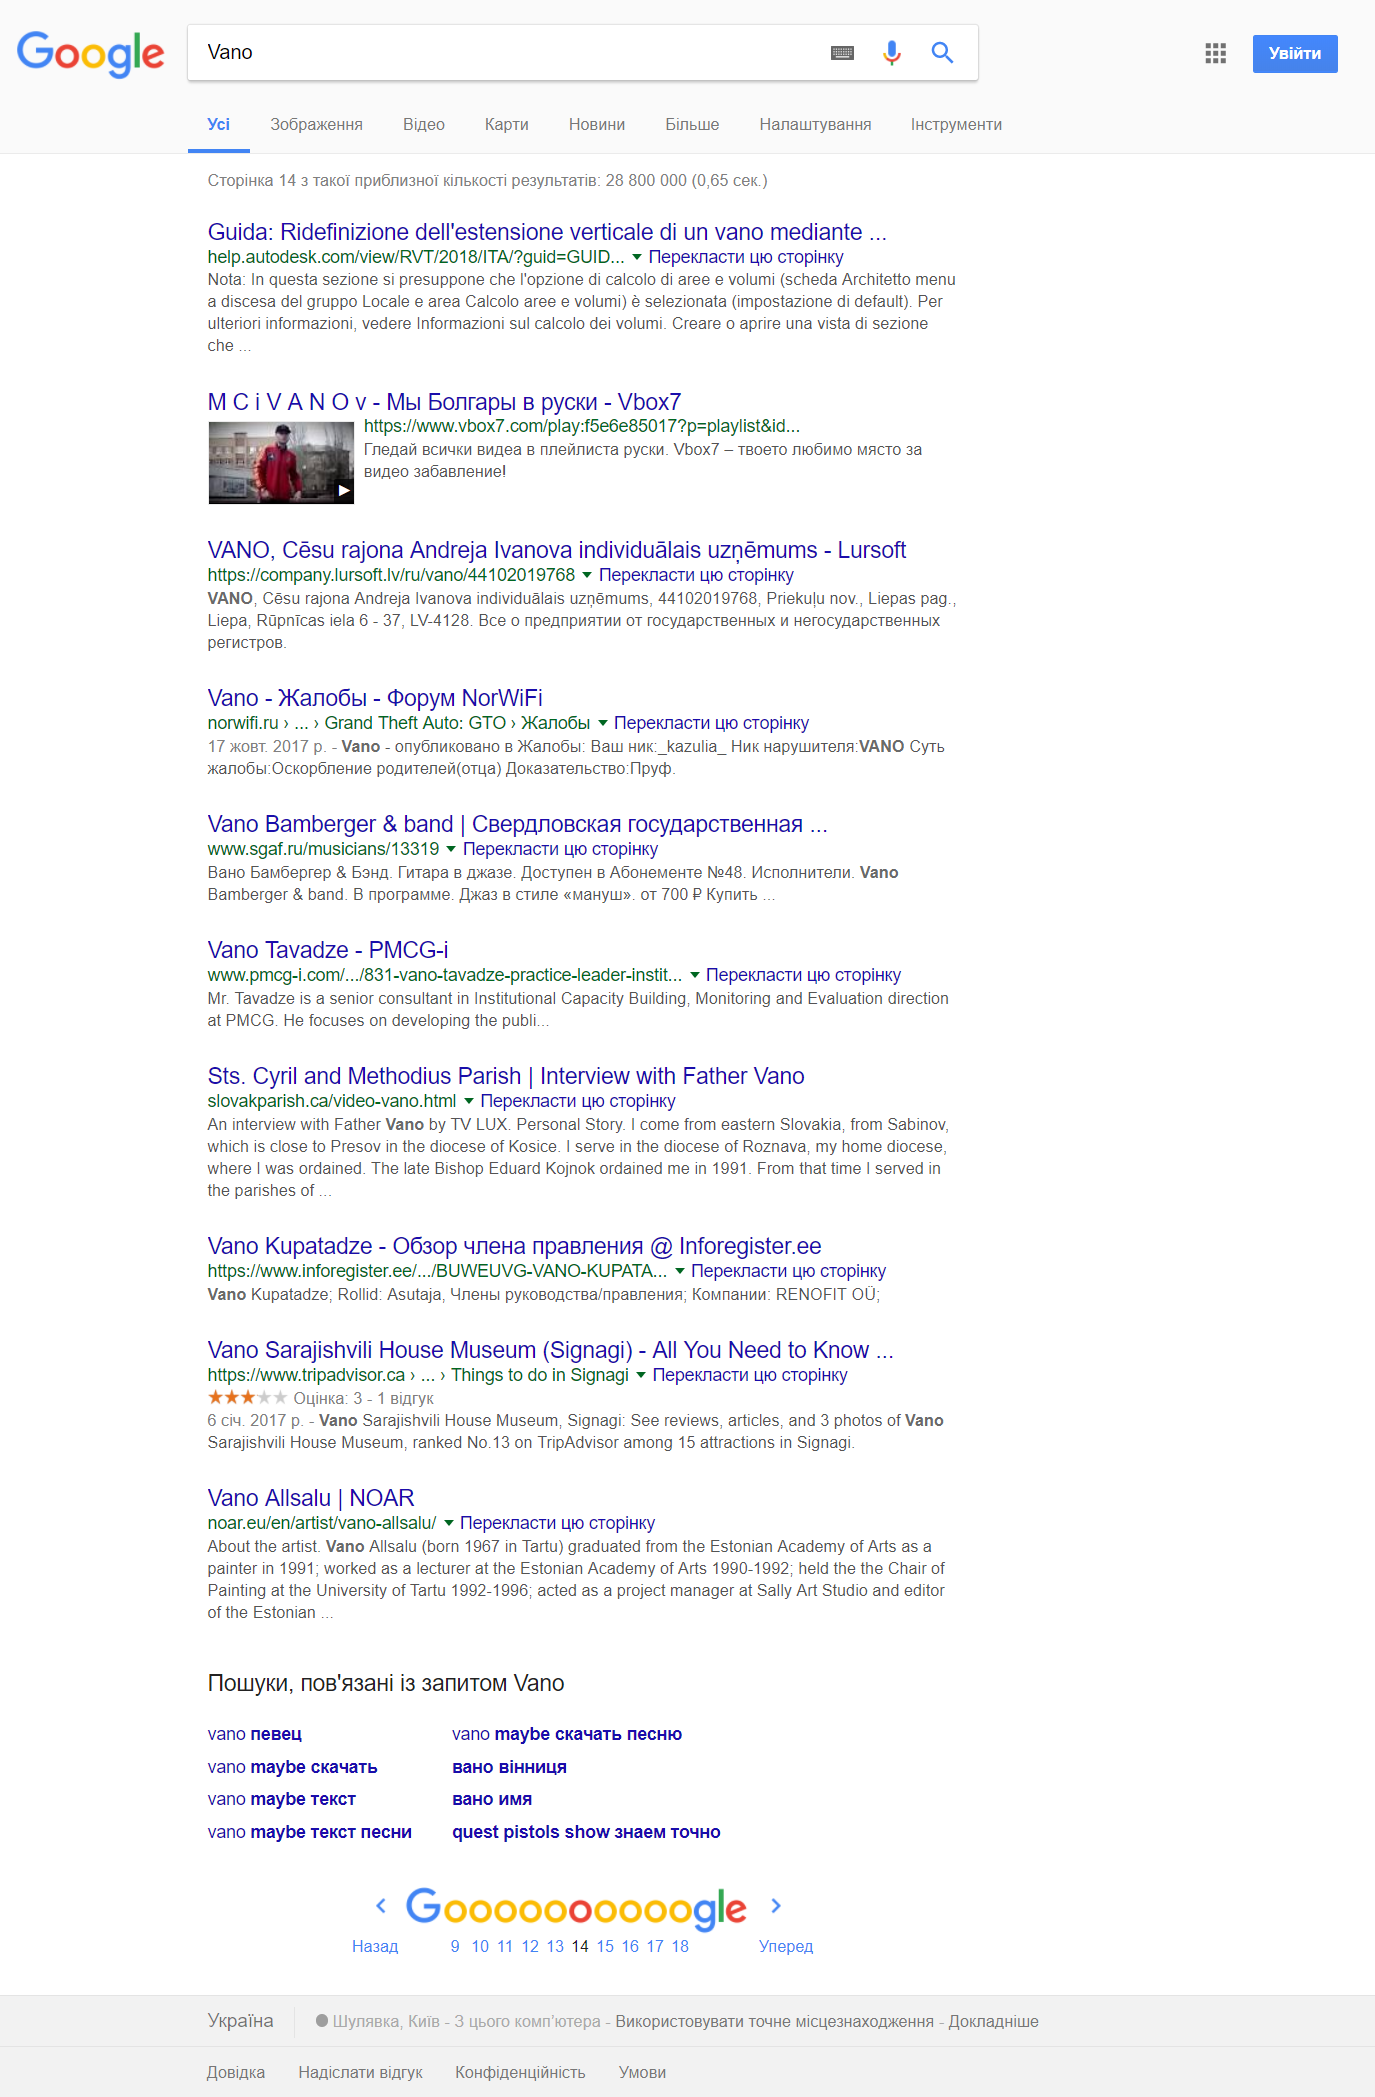 Google
Vano
Увійти
Усі Зображення Відео Карти Новини Більше Налаштування Інструменти
Сторінка 14 з такої приблизної кількості результатів: 28 800 000 (0,65 сек.)
Guida: Ridefinizione dell'estensione verticale di un vano mediante ...
help.autodesk.com/view/RVT/2018/ITA/?guid=GUID... Перекласти цю сторінку
Nota: In questa sezione si presuppone che l'opzione di calcolo di aree e volumi (scheda Architetto menu
a discesa del gruppo Locale e area Calcolo aree e volumi) è selezionata (impostazione di default). Per
ulteriori informazioni, vedere Informazioni sul calcolo dei volumi. Creare o aprire una vista di sezione
che ...
M C i V A N O v - Мы Болгары в руски - Vbox7
https://www.vbox7.com/play:f5e6e85017?p=playlist&id...
Гледай всички видеа в плейлиста руски. Vbox7 – твоето любимо място за
видео забавление!
VANO, Cēsu rajona Andreja Ivanova individuālais uzņēmums - Lursoft
https://company.lursoft.lv/ru/vano/44102019768 Перекласти цю сторінку
VANO, Cēsu rajona Andreja Ivanova individuālais uzņēmums, 44102019768, Priekuļu nov., Liepas pag.,
Liepa, Rūpnīcas iela 6 - 37, LV-4128. Все о предприятии от государственных и негосударственных
регистров.
Vano - Жалобы - Форум NorWiFi
norwifi.ru › ... › Grand Theft Auto: GTO › Жалобы Перекласти цю сторінку
17 жовт. 2017 р. - Vano - опубликовано в Жалобы: Ваш ник:_kazulia_ Ник нарушителя:VANO Суть
жалобы:Оскорбление родителей(отца) Доказательство:Пруф.
Vano Bamberger & band | Свердловская государственная ...
www.sgaf.ru/musicians/13319 Перекласти цю сторінку
Вано Бамбергер & Бэнд. Гитара в джазе. Доступен в Абонементе №48. Исполнители. Vano
Bamberger & band. В программе. Джаз в стиле «мануш». от 700 ₽ Купить ...
Vano Tavadze - PMCG-i
www.pmcg-i.com/.../831-vano-tavadze-practice-leader-instit... Перекласти цю сторінку
Mr. Tavadze is a senior consultant in Institutional Capacity Building, Monitoring and Evaluation direction
at PMCG. He focuses on developing the publi...
Sts. Cyril and Methodius Parish | Interview with Father Vano
slovakparish.ca/video-vano.html Перекласти цю сторінку
An interview with Father Vano by TV LUX. Personal Story. I come from eastern Slovakia, from Sabinov,
which is close to Presov in the diocese of Kosice. I serve in the diocese of Roznava, my home diocese,
where I was ordained. The late Bishop Eduard Kojnok ordained me in 1991. From that time I served in
the parishes of ...
Vano Kupatadze - Обзор члена правления @ Inforegister.ee
https://www.inforegister.ee/.../BUWEUVG-VANO-KUPATA... Перекласти цю сторінку
Vano Kupatadze; Rollid: Asutaja, Члены руководства/правления; Компании: RENOFIT OÜ;
Vano Sarajishvili House Museum (Signagi) - All You Need to Know ...
https://www.tripadvisor.ca › ... › Things to do in Signagi Перекласти цю сторінку
Оцінка: 3 - 1 відгук
6 січ. 2017 р. - Vano Sarajishvili House Museum, Signagi: See reviews, articles, and 3 photos of Vano
Sarajishvili House Museum, ranked No.13 on TripAdvisor among 15 attractions in Signagi.
Vano Allsalu | NOAR
noar.eu/en/artist/vano-allsalu/ Перекласти цю сторінку
About the artist. Vano Allsalu (born 1967 in Tartu) graduated from the Estonian Academy of Arts as a
painter in 1991; worked as a lecturer at the Estonian Academy of Arts 1990-1992; held the the Chair of
Painting at the University of Tartu 1992-1996; acted as a project manager at Sally Art Studio and editor
of the Estonian ...
Пошуки, пов'язані із запитом Vano
vano певец vano maybe скачать песню
vano maybe скачать вано вінниця
vano maybe текст вано имя
vano maybe текст песни quest pistols show знаем точно
Goooooooooogle
Назад 9 10 11 12 13 14 15 16 17 18 Уперед
Україна Шулявка, Київ - З цього комп'ютера - Використовувати точне місцезнаходження - Докладніше
Довідка Надіслати відгук Конфіденційність Умови